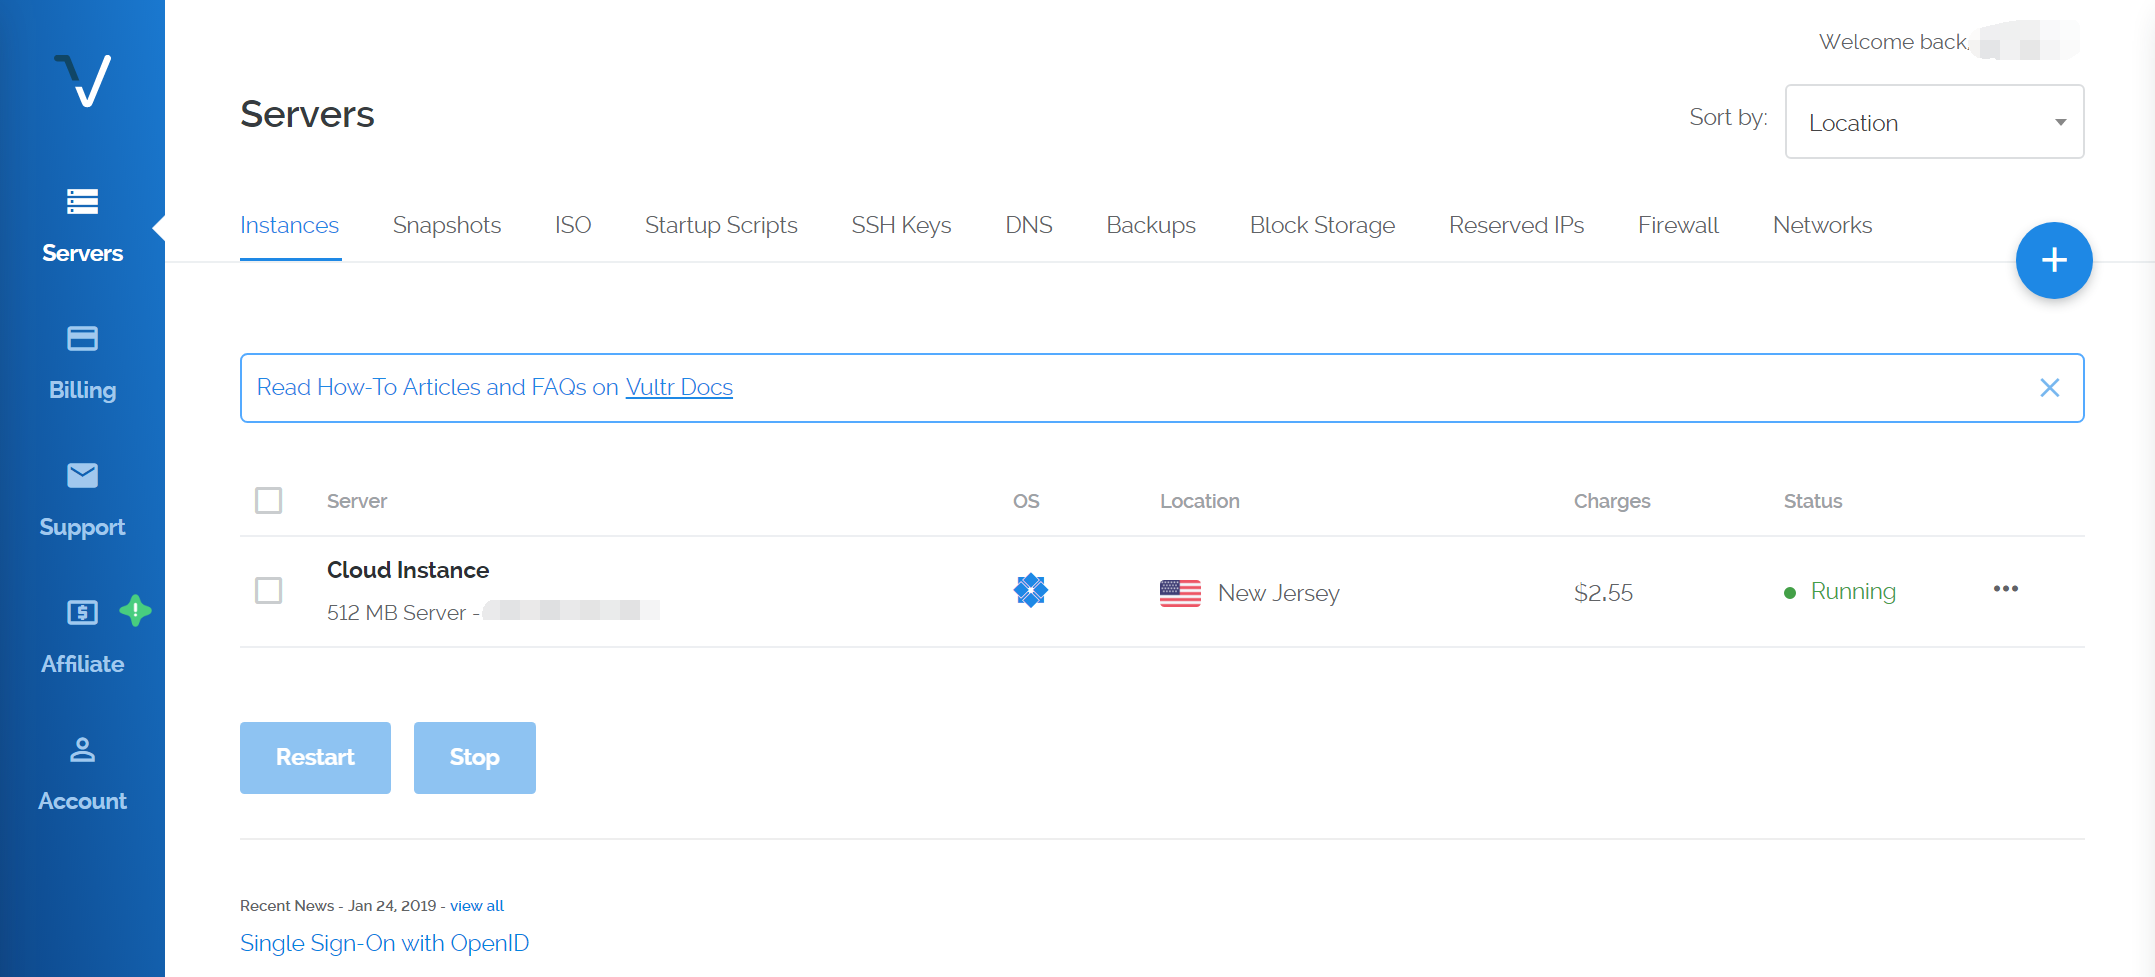 Welcome back,
Servers
Sort by: Location
Instances Snapshots ISO Startup Scripts SSH Keys DNS Backups Block Storage Reserved IPs Firewall Networks
Read How-To Articles and FAQs on Vultr Docs
Server OS Location Charges Status
Cloud Instance
512 MB Server -
New Jersey $2.55 Running
Restart Stop
Recent News - Jan 24, 2019 - view all
Single Sign-On with OpenID
Servers
Billing
Support
Affiliate
Account